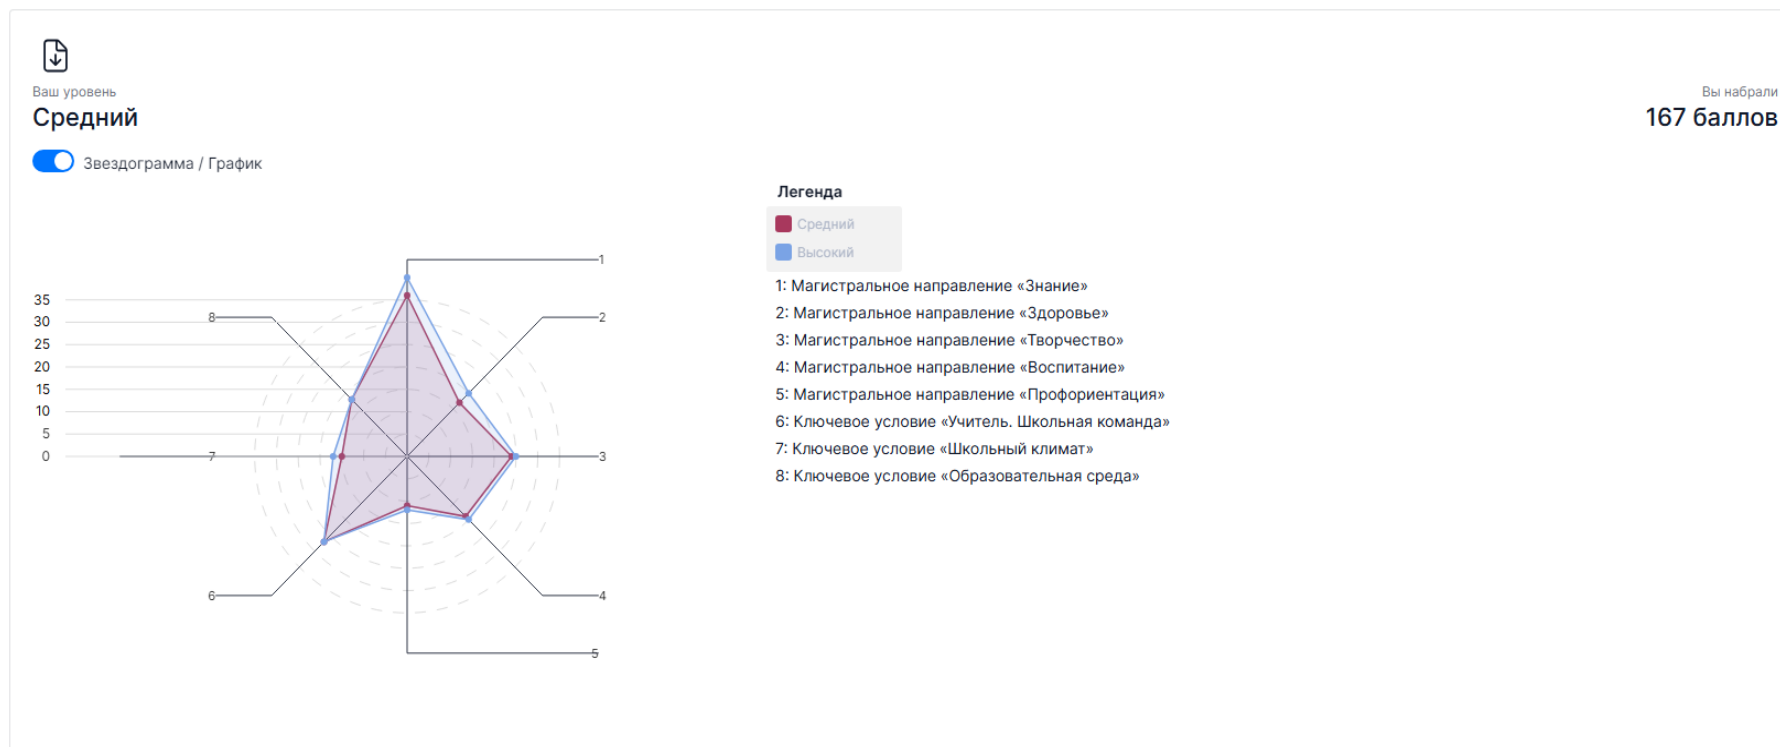 Ваш уровень
Средний
Вы набрали
167 баллов
Звездограмма / График
35
30
25
20
15
10
5
0
1
2
3
4
5
6
7
8
Легенда
Средний
Высокий
1: Магистральное направление «Знание»
2: Магистральное направление «Здоровье»
3: Магистральное направление «Творчество»
4: Магистральное направление «Воспитание»
5: Магистральное направление «Профориентация»
6: Ключевое условие «Учитель. Школьная команда»
7: Ключевое условие «Школьный климат»
8: Ключевое условие «Образовательная среда»